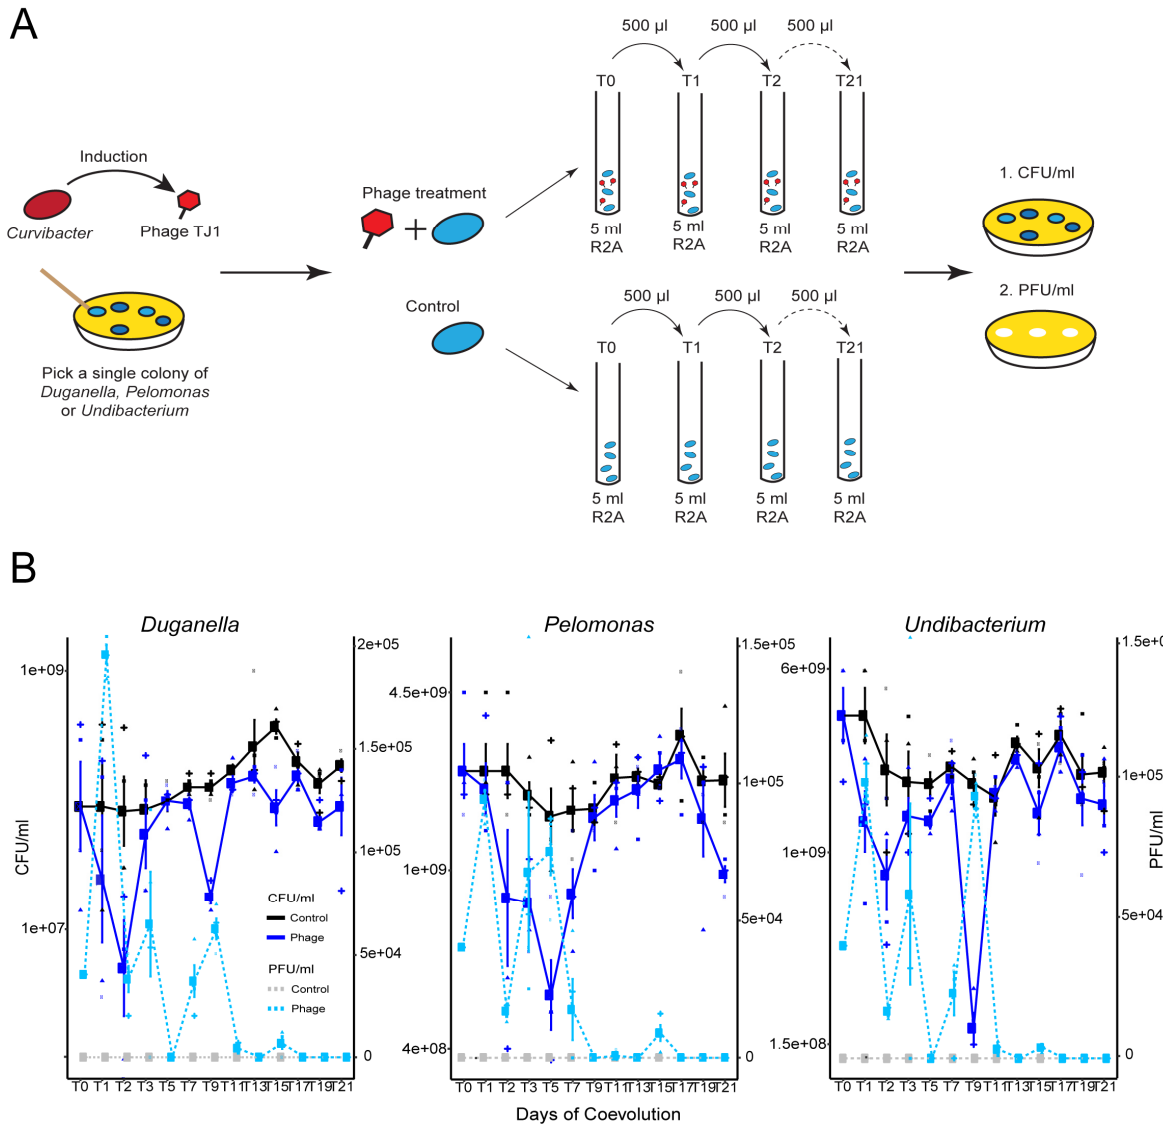 A
500 µl 500 µl 500 µl
T0 T1 T2 T21
Induction
Curvibacter
Phage TJ1
Phage treatment
5 ml 5 ml 5 ml 5 ml
R2A R2A R2A R2A
1. CFU/ml
Pick a single colony of
Duganella, Pelomonas
or Undibacterium
Control
500 µl 500 µl 500 µl
T0 T1 T2 T21
2. PFU/ml
5 ml 5 ml 5 ml 5 ml
R2A R2A R2A R2A
B
Duganella
CFU/ml
1e+09
1e+07
2e+05
1.5e+05
1e+05
5e+04
0
CFU/ml
Control
Phage
PFU/ml
Control
Phage
T0 T1 T2 T3 T5 T7 T9 T11 T13 T15 T17 T19 T21
Pelomonas
4.5e+09
1e+09
4e+08
1.5e+05
1e+05
5e+04
0
T0 T1 T2 T3 T5 T7 T9 T11 T13 T15 T17 T19 T21
Undibacterium
6e+09
1e+09
1.5e+08
1.5e+0
1e+05
5e+04
0
PFU/ml
T0 T1 T2 T3 T5 T7 T9 T11 T13 T15 T17 T19 T21
Days of Coevolution